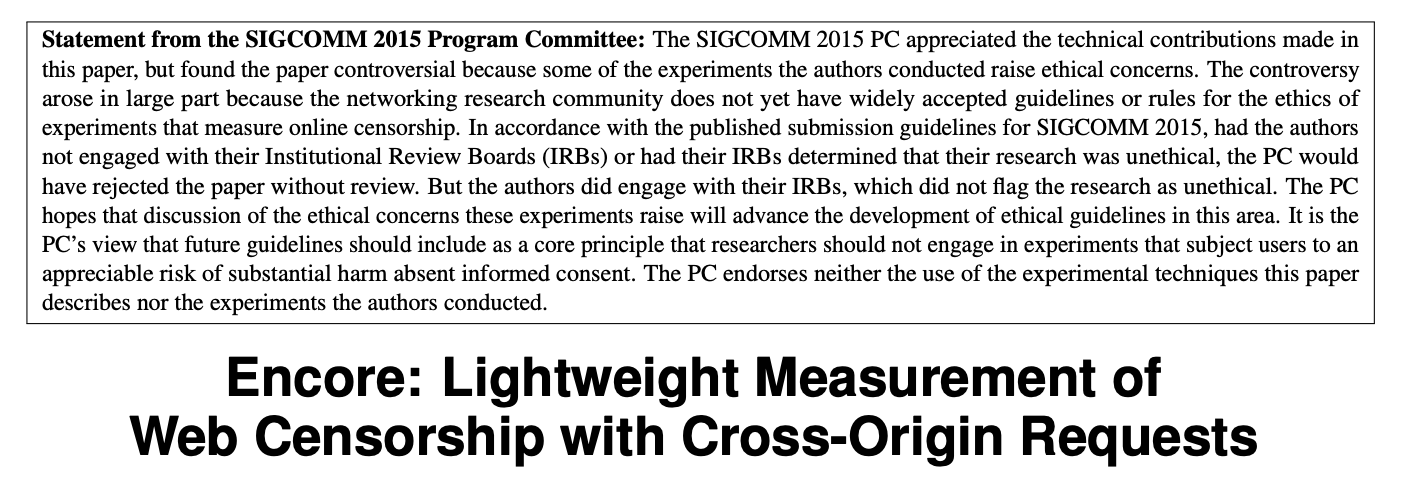 Statement from the SIGCOMM 2015 Program Committee: The SIGCOMM 2015 PC appreciated the technical contributions made in
this paper, but found the paper controversial because some of the experiments the authors conducted raise ethical concerns. The controversy
arose in large part because the networking research community does not yet have widely accepted guidelines or rules for the ethics of
experiments that measure online censorship. In accordance with the published submission guidelines for SIGCOMM 2015, had the authors
not engaged with their Institutional Review Boards (IRBs) or had their IRBs determined that their research was unethical, the PC would
have rejected the paper without review. But the authors did engage with their IRBs, which did not flag the research as unethical. The PC
hopes that discussion of the ethical concerns these experiments raise will advance the development of ethical guidelines in this area. It is the
PC’s view that future guidelines should include as a core principle that researchers should not engage in experiments that subject users to an
appreciable risk of substantial harm absent informed consent. The PC endorses neither the use of the experimental techniques this paper
describes nor the experiments the authors conducted.
Encore: Lightweight Measurement of
Web Censorship with Cross-Origin Requests